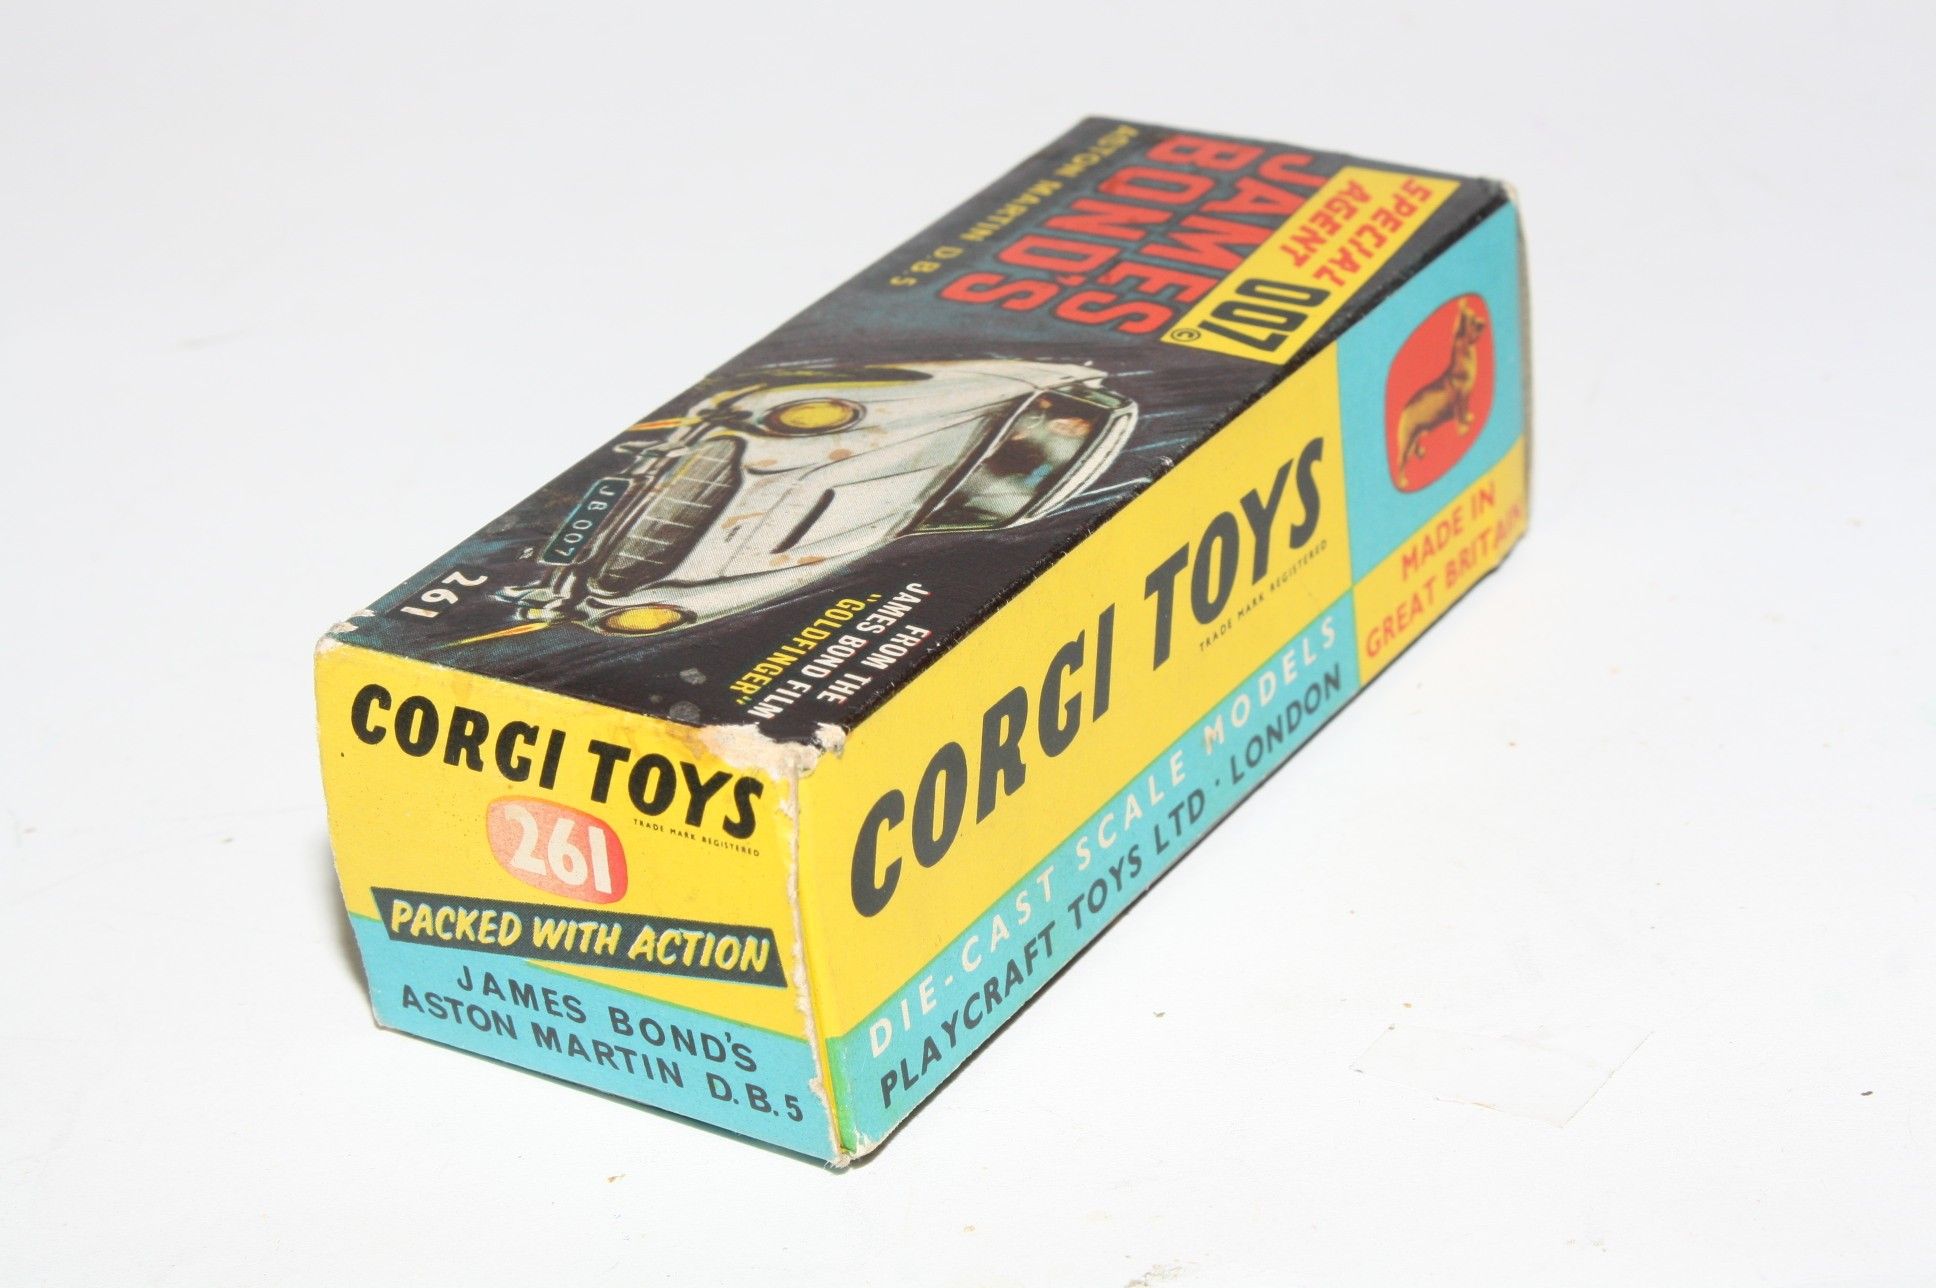 SPECIAL
AGENT 007
©
JAMES
BOND'S
ASTON MARTIN D.B.5
JB007
261
FROM THE
JAMES BOND FILM
"GOLDFINGER"
CORGI TOYS
TRADE MARK REGISTERED
261
PACKED WITH ACTION
JAMES BOND'S
ASTON MARTIN D.B.5
CORGI TOYS
TRADE MARK REGISTERED
DIE-CAST SCALE MODELS
PLAYCRAFT TOYS LTD · LONDON
MADE IN
GREAT BRITAIN